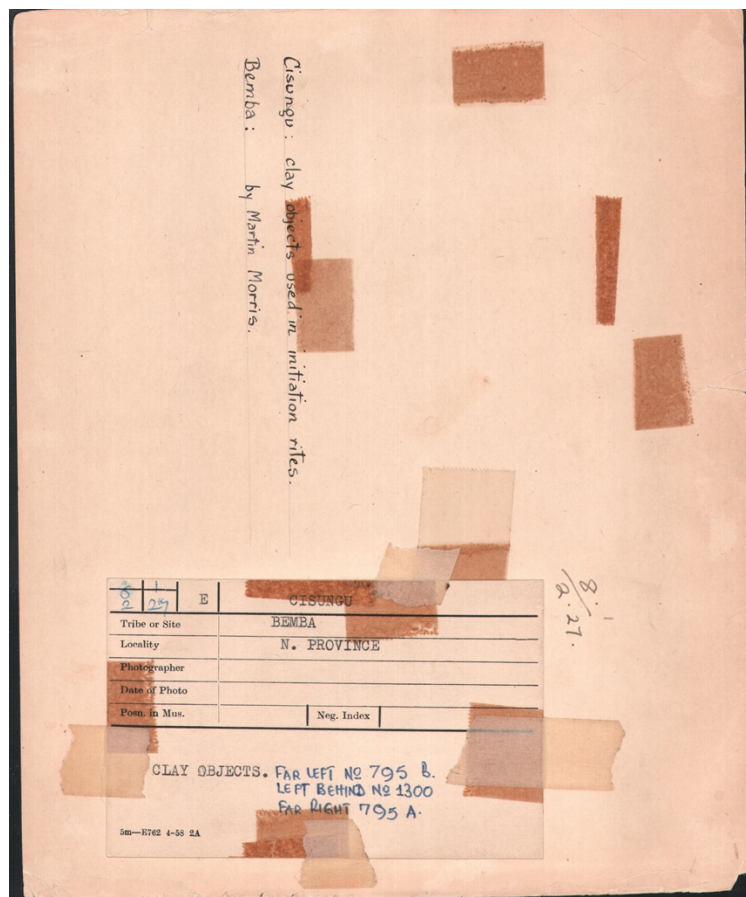 Cisungu: clay objects used in initiation rites.
Bemba: by Martin Morris.
8.1
2.27.
8 1
2 27
E CISUNGU
Tribe or Site BEMBA
Locality N. PROVINCE
Photographer
Date of Photo
Posn. in Mus. Neg. Index
CLAY OBJECTS. FAR LEFT Nº 795 B.
LEFT BEHIND Nº 1300
FAR RIGHT 795 A.
5m—E762 4-58 2A